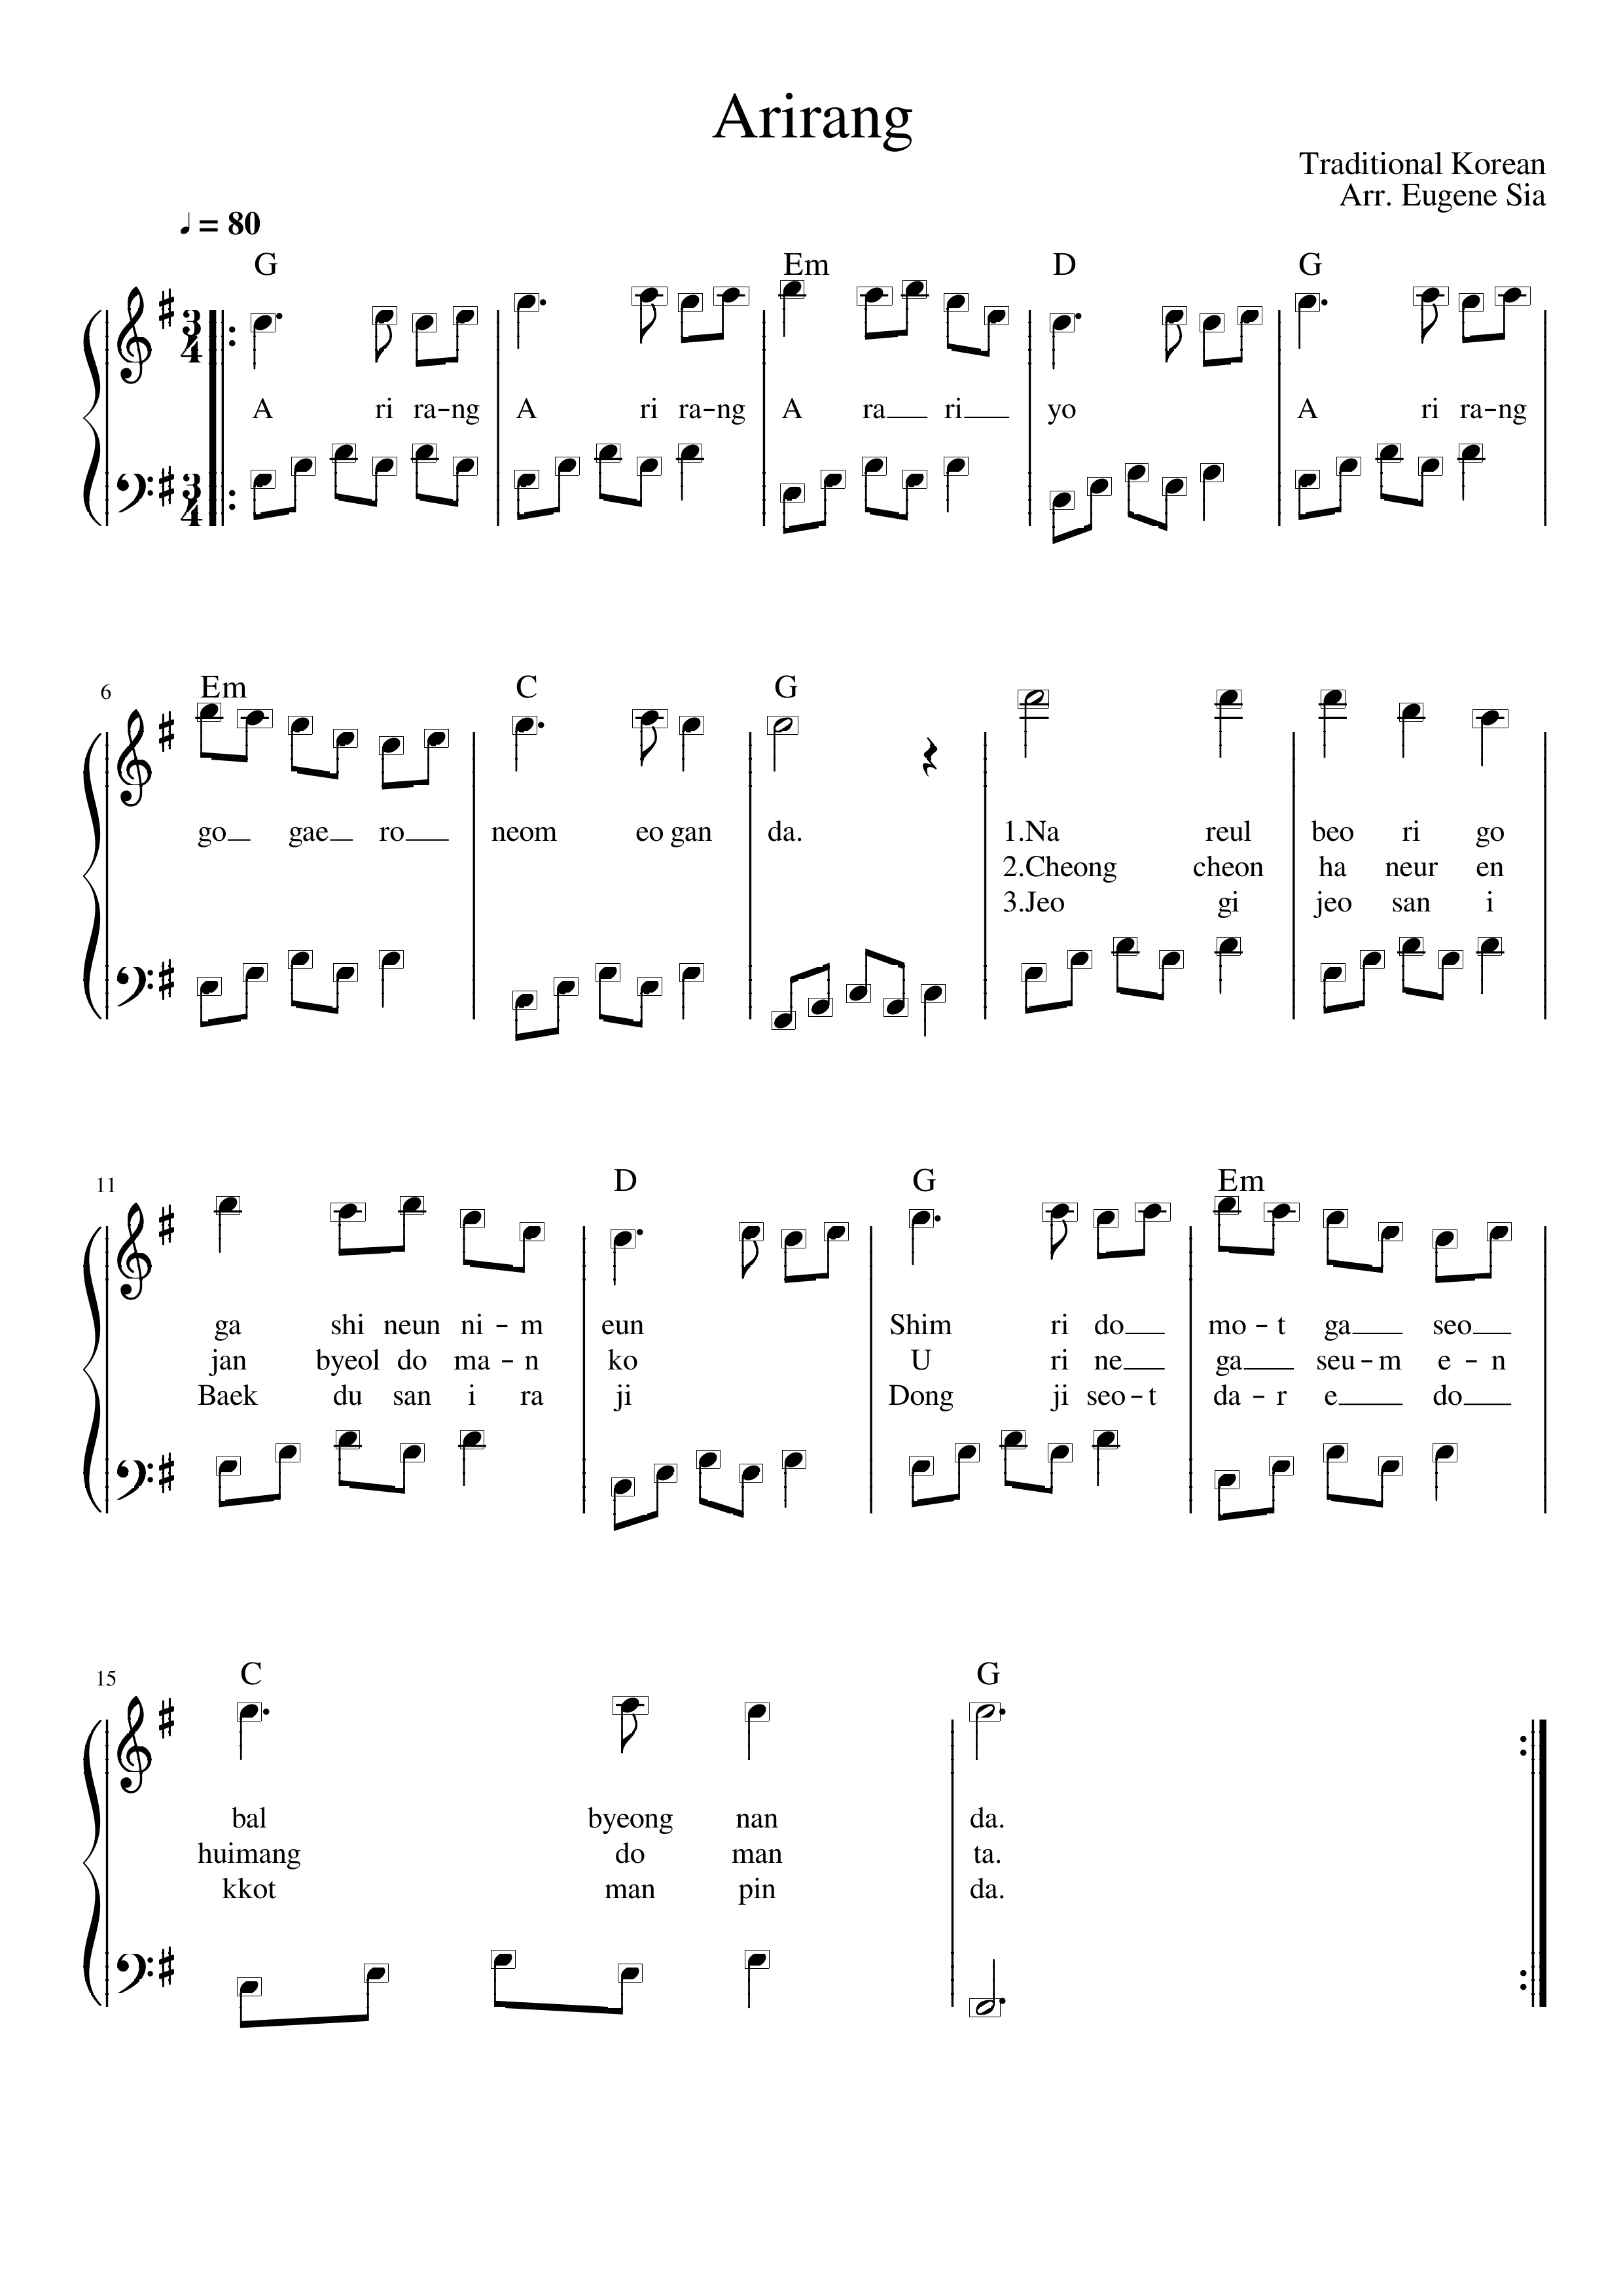 Arirang
Traditional Korean
Arr. Eugene Sia
♩ = 80
G Em D G
3 4
A ri ra-ng A ri ra-ng A ra ri yo A ri ra-ng
3 4
6
Em C G
go gae ro neom eo gan da. 1.Na reul beo ri go
2.Cheong cheon ha neur en
3.Jeo gi jeo san i
11
D G Em
ga shi neun ni - m eun Shim ri do mo - t ga seo
jan byeol do ma - n ko U ri ne ga seu - m e - n
Baek du san i ra ji Dong ji seo - t da - r e do
15
C G
bal byeong nan da.
huimang do man ta.
kkot man pin da.